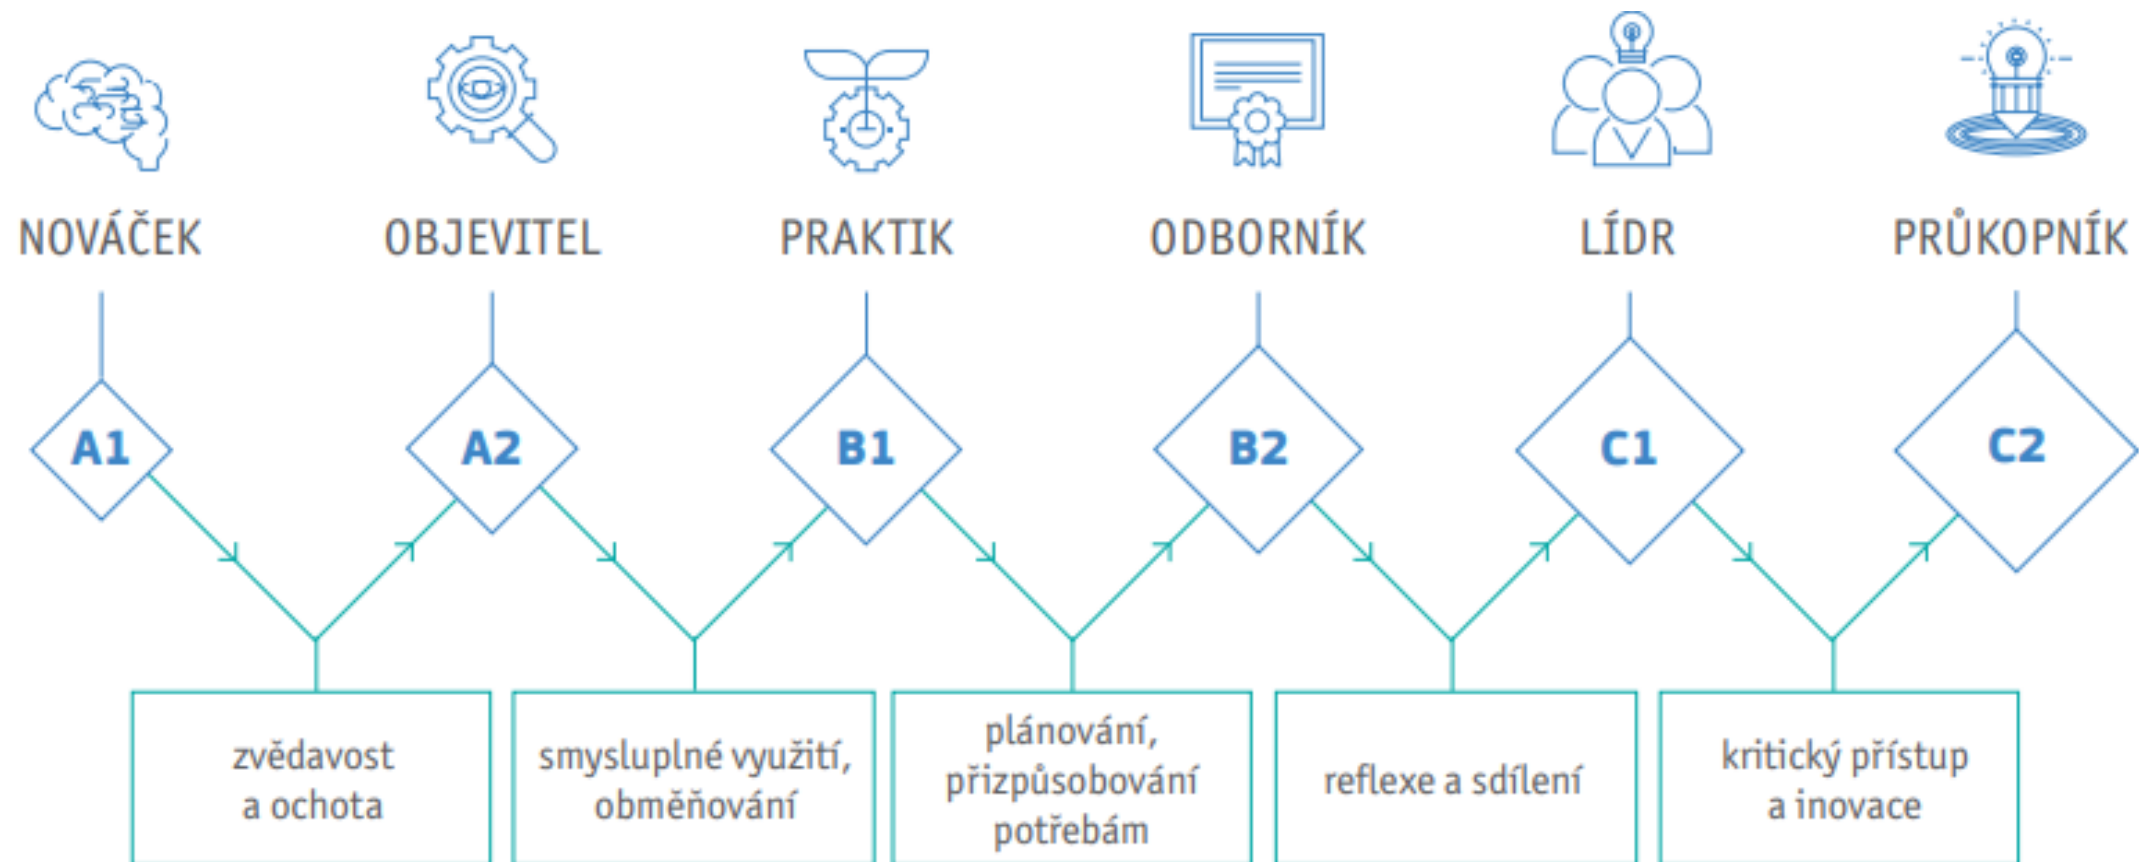 NOVÁČEK
OBJEVITEL
PRAKTIK
ODBORNÍK
LÍDR
PRŮKOPNÍK
A1
A2
B1
B2
C1
C2
zvědavost
a ochota
smysluplné využití,
obměňování
plánování,
přizpůsobování
potřebám
reflexe a sdílení
kritický přístup
a inovace